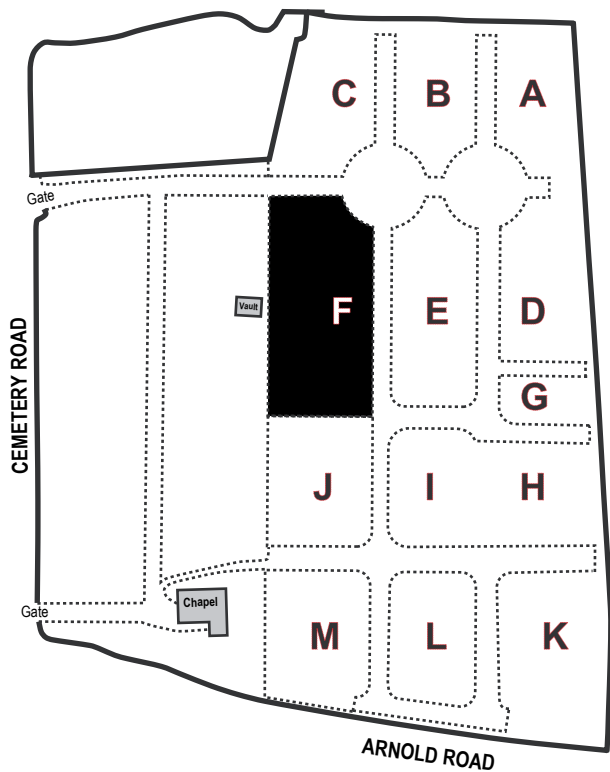 C B A
Gate
Vault
F E D
G
CEMETERY ROAD
J I H
Chapel
Gate
M L K
ARNOLD ROAD